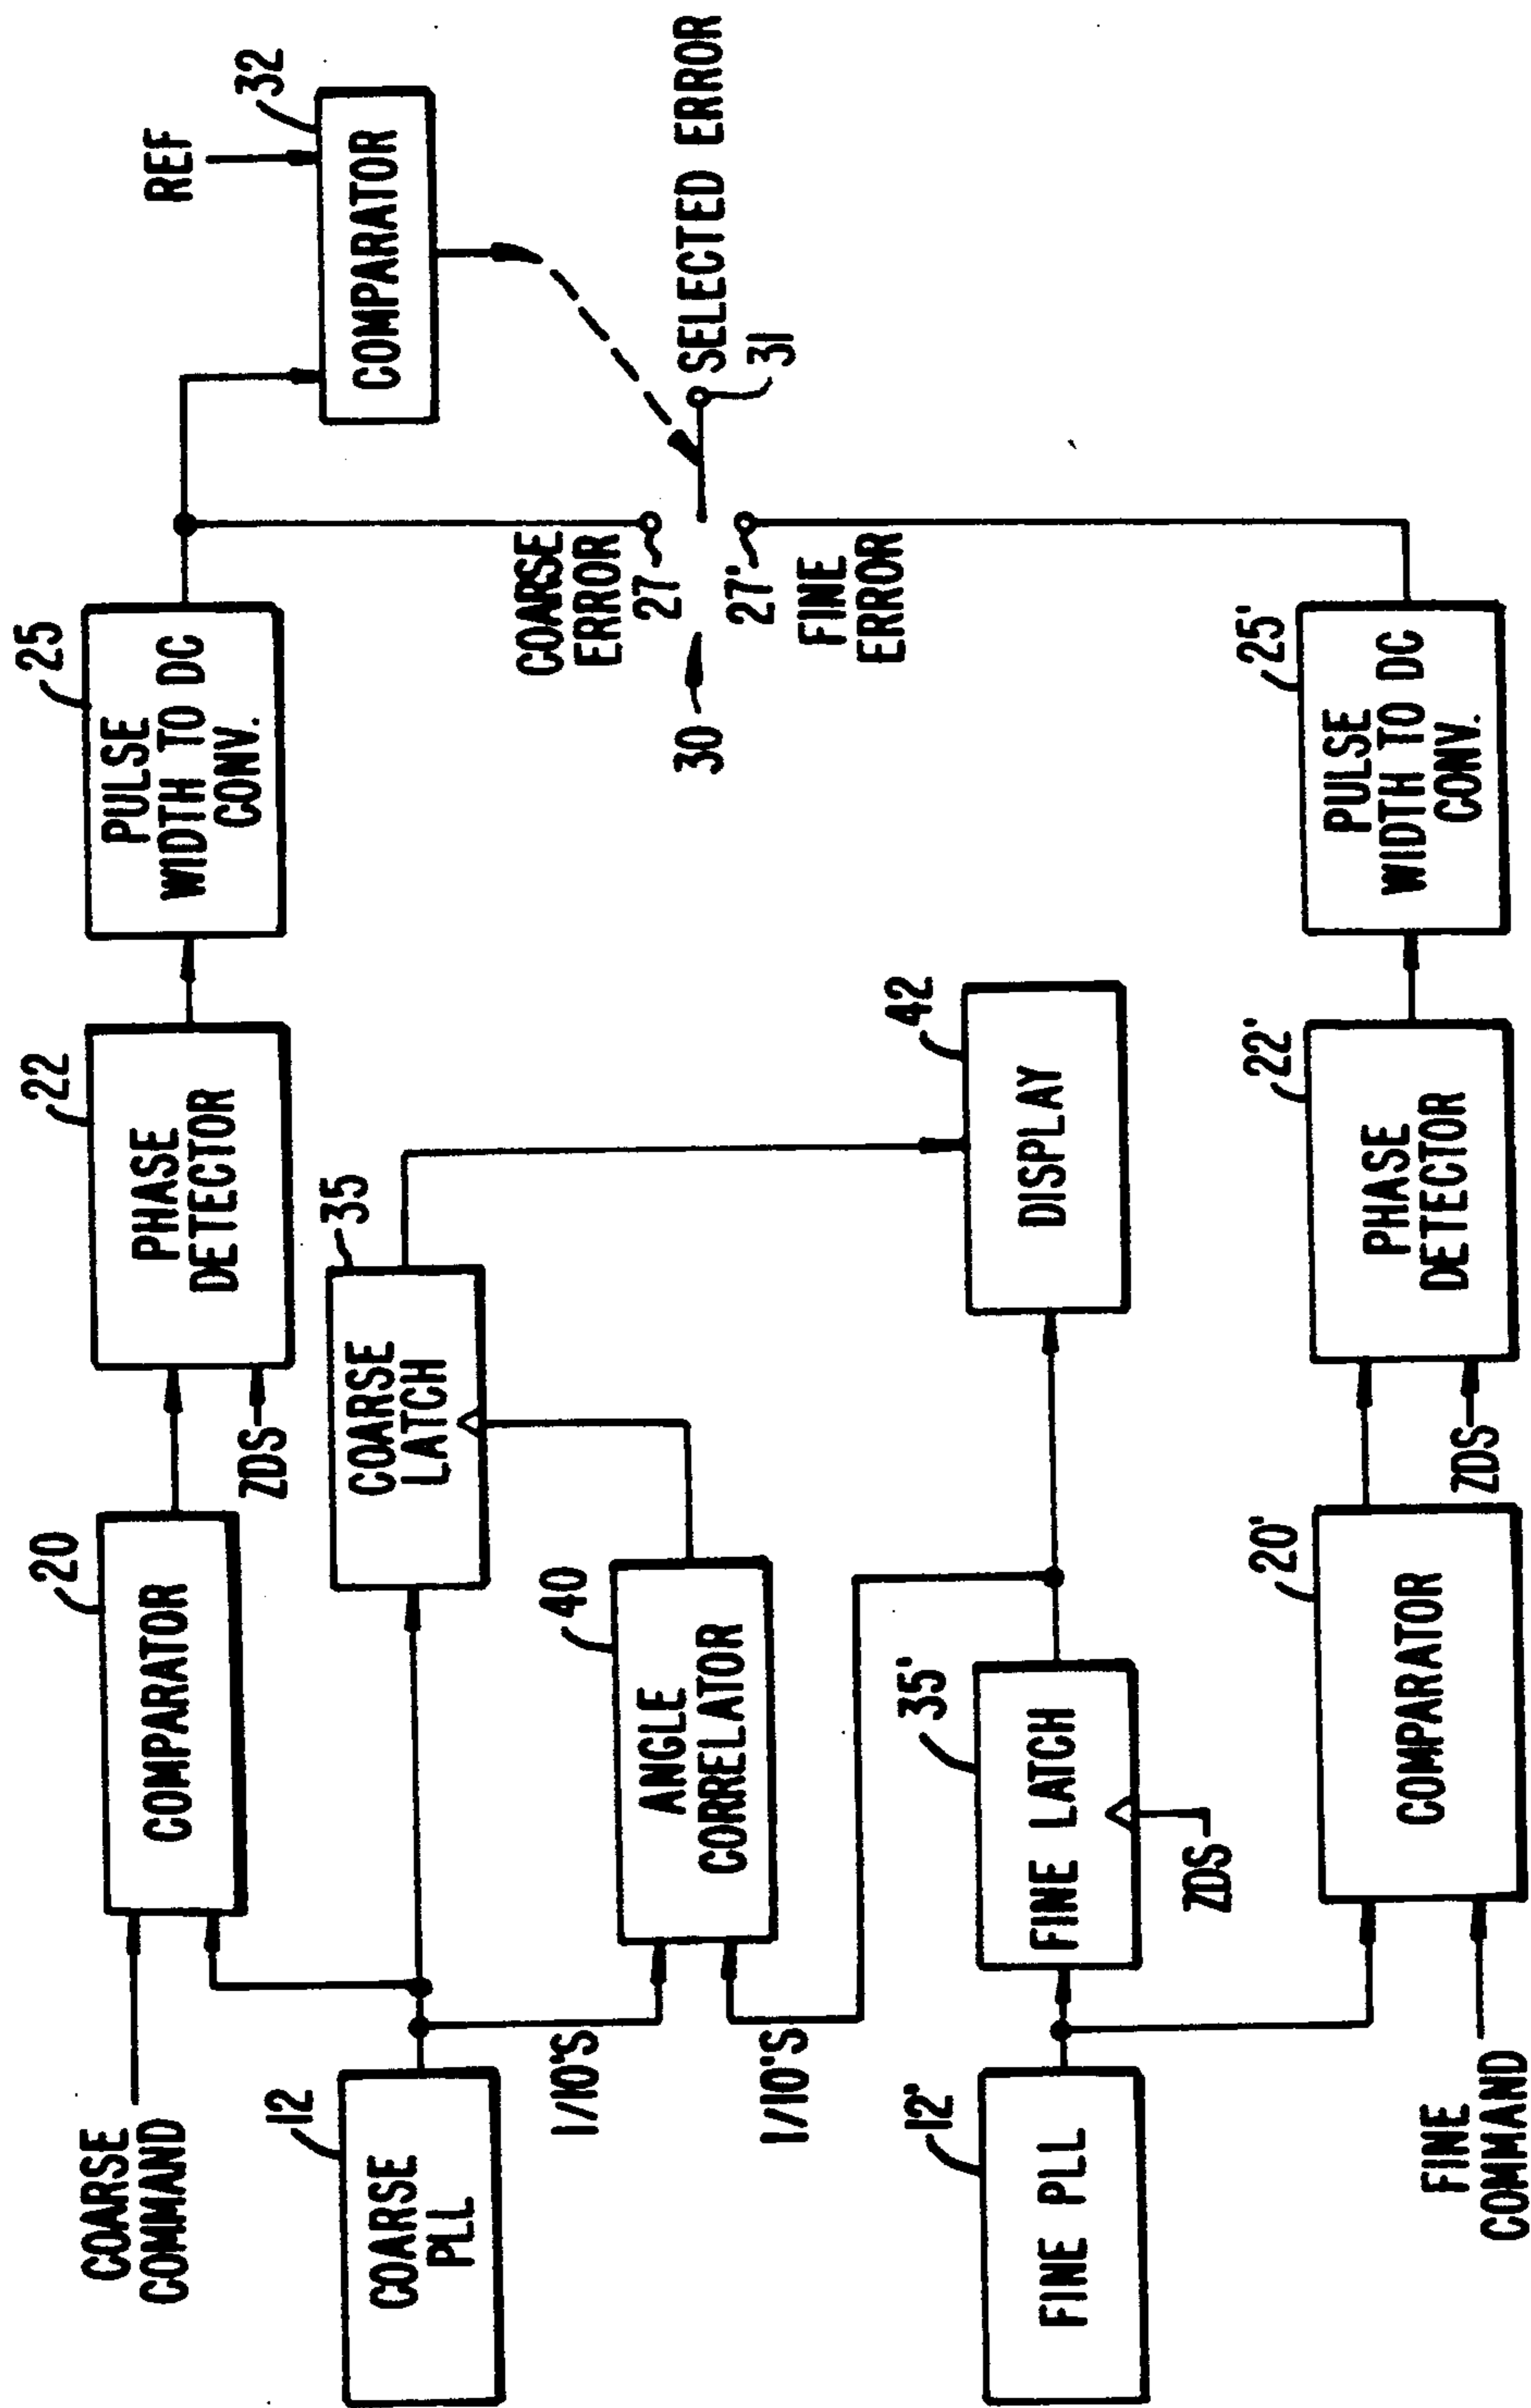 COARSE
COMMAND
20
COMPARATOR
ZDS
22
PHASE
DETECTOR
25
PULSE
WIDTH TO DC
CONV.
REF
32
COMPARATOR
12
COARSE
PLL
35
COARSE
LATCH
COARSE
ERROR
27
30
27'
FINE
ERROR
SELECTED ERROR
31
1/10'S
1/10'S
40
ANGLE
CORRELATOR
42
DISPLAY
12'
FINE PLL
35'
FINE LATCH
ZDS
FINE
COMMAND
20'
COMPARATOR
ZDS
22'
PHASE
DETECTOR
25'
PULSE
WIDTH TO DC
CONV.